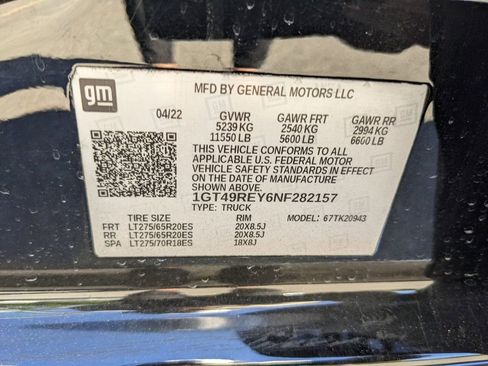 gm
MFD BY GENERAL MOTORS LLC
04/22 GVWR GAWR FRT GAWR RR
5239 KG 2540 KG 2994 KG
11550 LB 5600 LB 6600 LB
THIS VEHICLE CONFORMS TO ALL
APPLICABLE U.S. FEDERAL MOTOR
VEHICLE SAFETY STANDARDS IN EFFECT
ON THE DATE OF MANUFACTURE SHOWN ABOVE.
1GT49REY6NF282157
TYPE: TRUCK
TIRE SIZE RIM MODEL: 67TK20943
FRT LT275/65R20ES 20X8.5J
RR LT275/65R20ES 20X8.5J
SPA LT275/70R18ES 18X8J